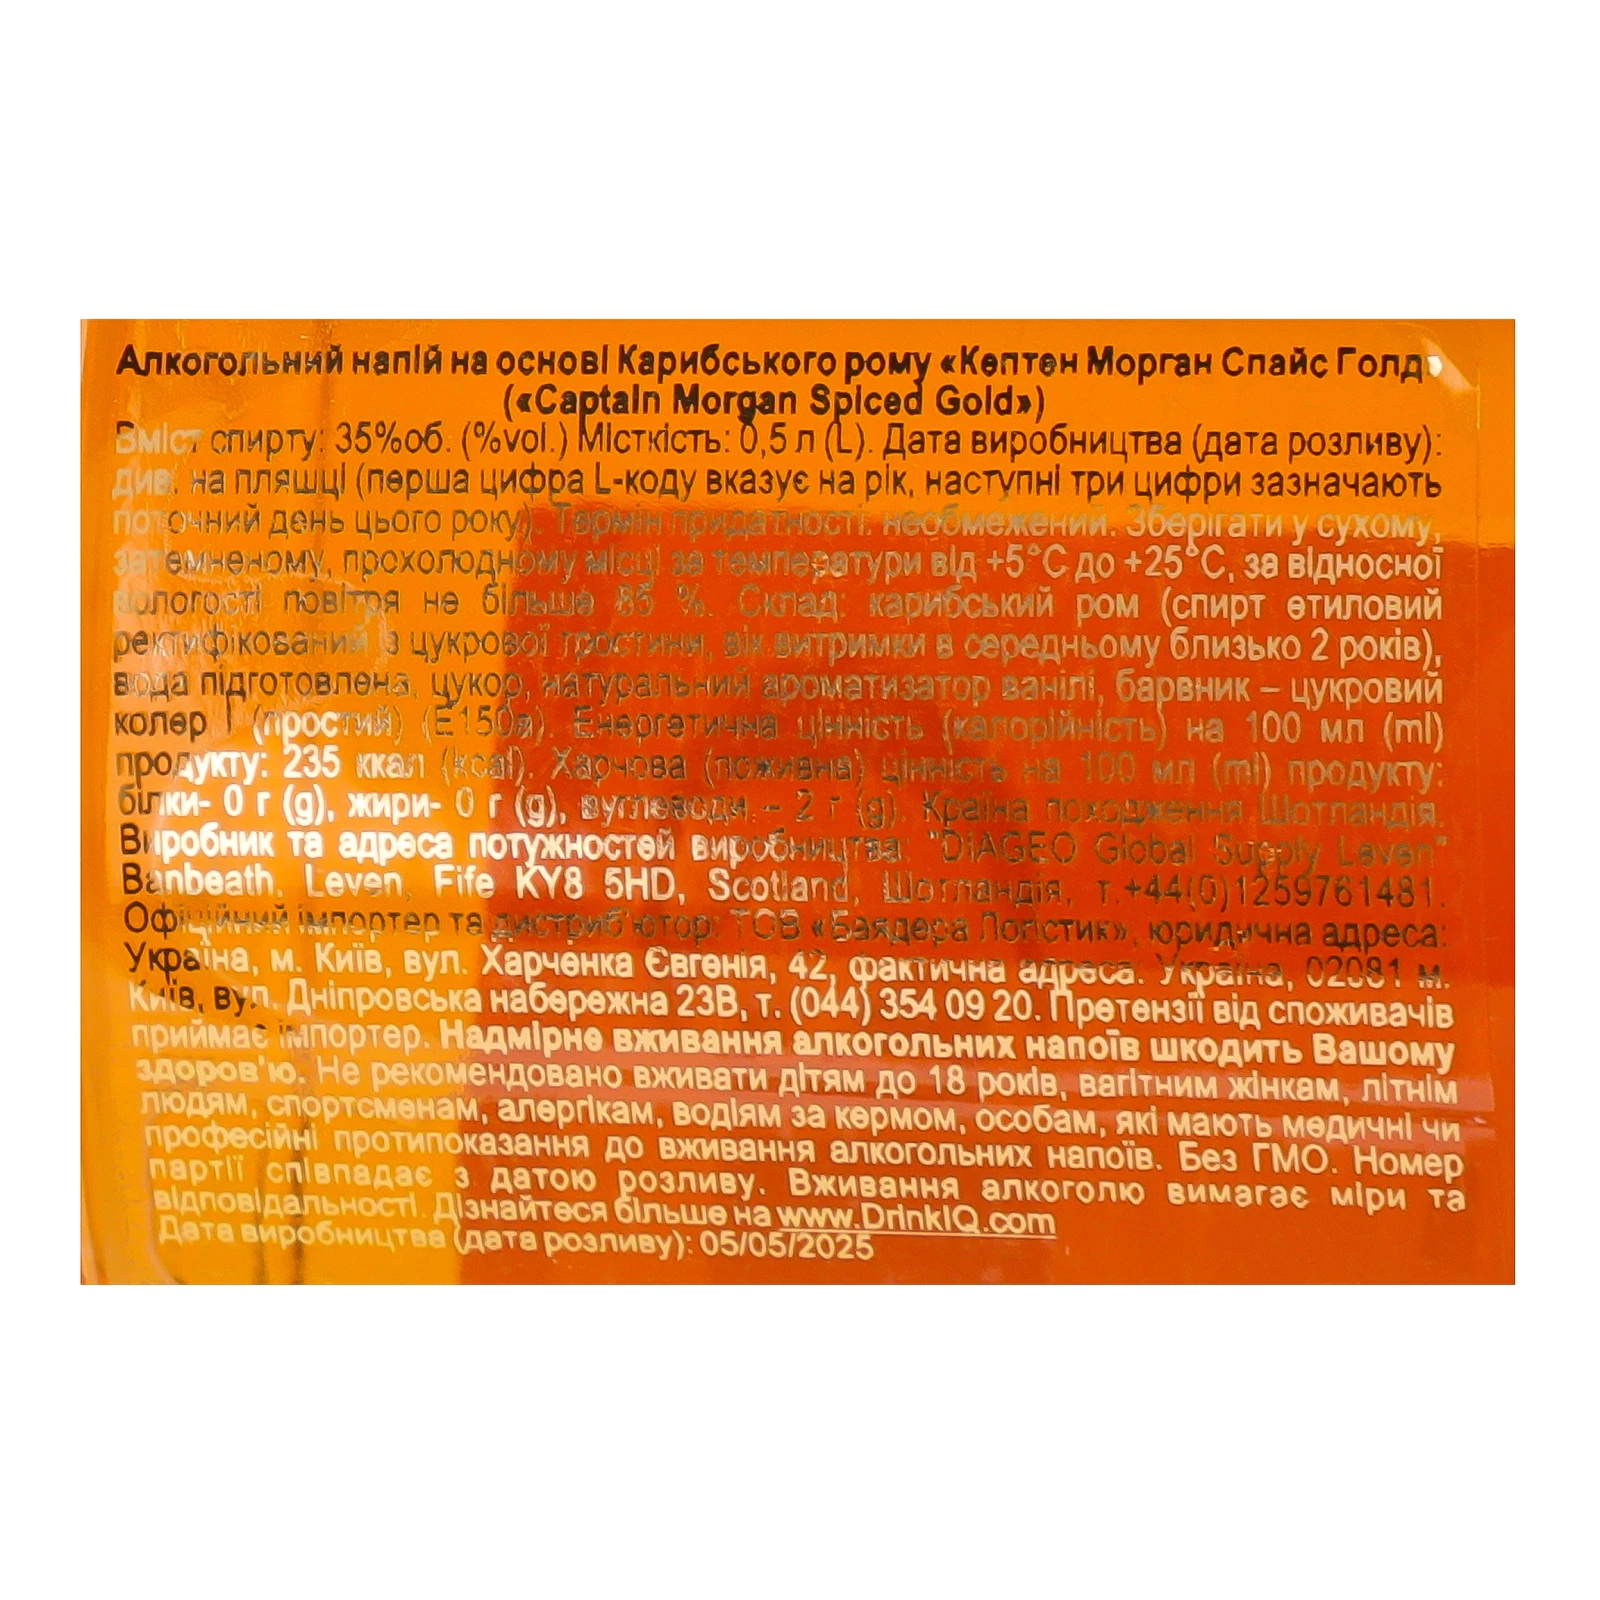 Алкогольний напій на основі Карибського рому «Кептен Морган Спайс Голд»
(«Captain Morgan Spiced Gold»)
Вміст спирту: 35%об. (%vol.) Місткість: 0,5 л (L). Дата виробництва (дата розливу):
див. на пляшці (перша цифра L-коду вказує на рік, наступні три цифри зазначають
поточний день цього року). Термін придатності: необмежений. Зберігати у сухому,
затемненому, прохолодному місці за температури від +5°С до +25°С, за відносної
вологості повітря не більше 85 %. Склад: карибський ром (спирт етиловий
ректифікований з цукрової тростини, вік витримки в середньому близько 2 років),
вода підготовлена, цукор, натуральний ароматизатор ванілі, барвник – цукровий
колер I (простий) (E150a). Енергетична цінність (калорійність) на 100 мл (ml)
продукту: 235 ккал (kcal). Харчова (поживна) цінність на 100 мл (ml) продукту:
білки- 0 г (g), жири- 0 г (g), вуглеводи – 2 г (g). Країна походження Шотландія.
Виробник та адреса потужностей виробництва: "DIAGEO Global Supply Leven"
Banbeath, Leven, Fife KY8 5HD, Scotland, Шотландія, т.+44(0)1259761481.
Офіційний імпортер та дистриб'ютор: ТОВ «Баядера Логістик», юридична адреса:
Україна, м. Київ, вул. Харченка Євгенія, 42, фактична адреса: Україна, 02081 м.
Київ, вул. Дніпровська набережна 23В, т. (044) 354 09 20. Претензії від споживачів
приймає імпортер. Надмірне вживання алкогольних напоїв шкодить Вашому
здоров'ю. Не рекомендовано вживати дітям до 18 років, вагітним жінкам, літнім
людям, спортсменам, алергікам, водіям за кермом, особам, які мають медичні чи
професійні протипоказання до вживання алкогольних напоїв. Без ГМО. Номер
партії співпадає з датою розливу. Вживання алкоголю вимагає міри та
відповідальності. Дізнайтеся більше на www.DrinkIQ.com
Дата виробництва (дата розливу): 05/05/2025